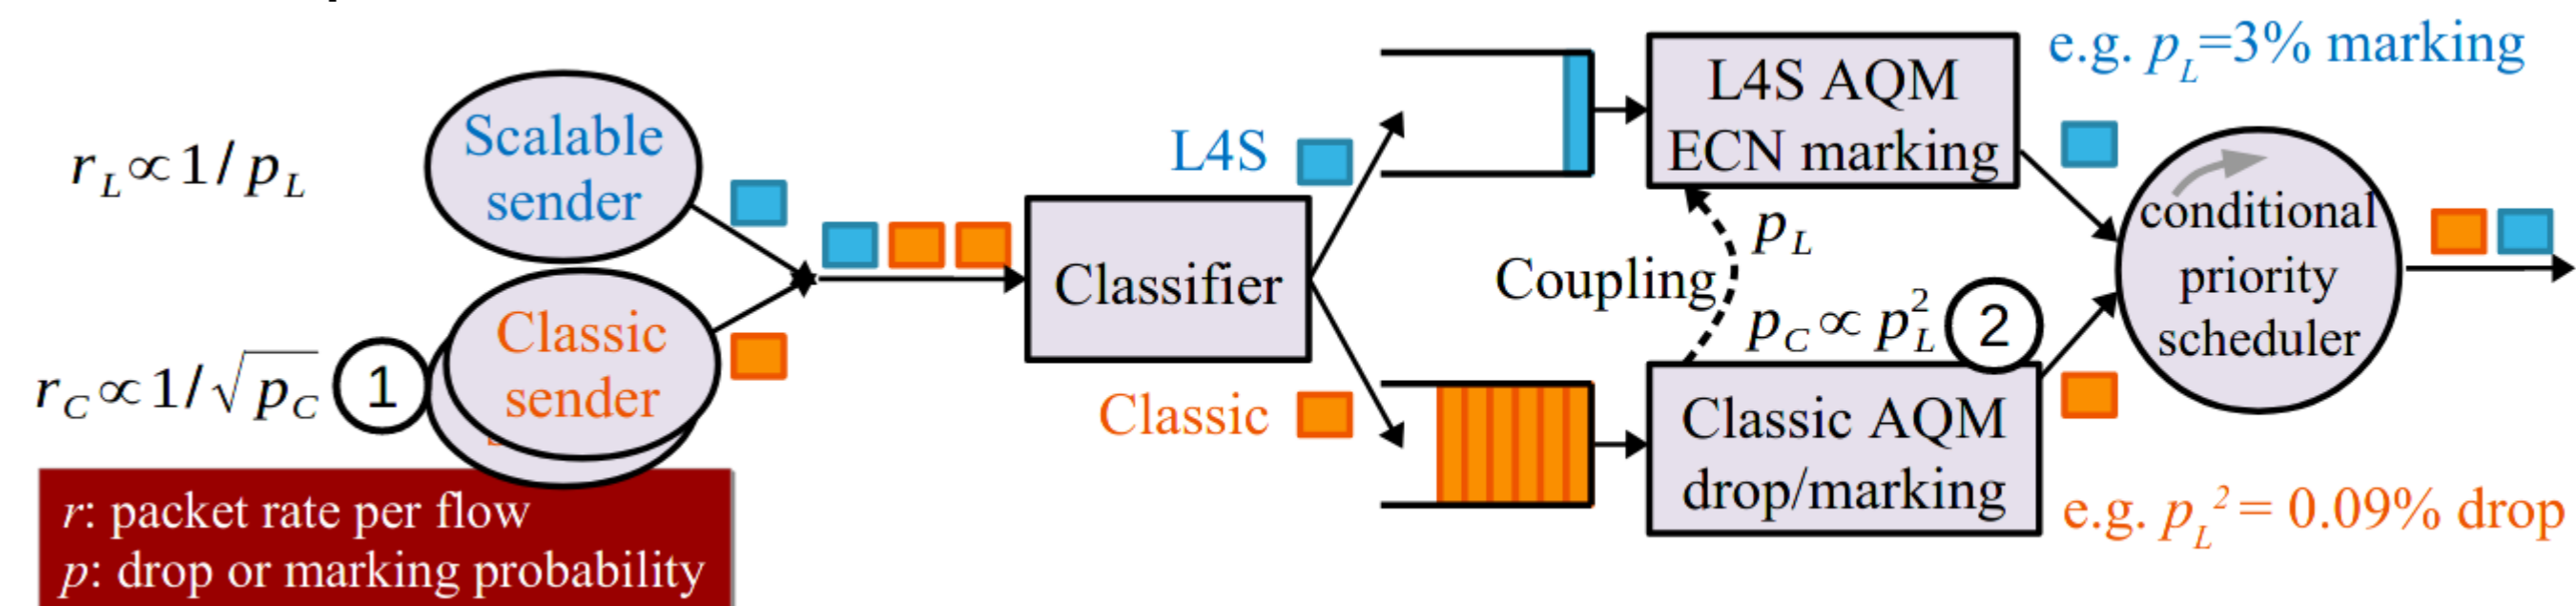 r_L ∝ 1/p_L
Scalable
sender
r_C ∝ 1/√p_C
1
Classic
sender
r: packet rate per flow
p: drop or marking probability
Classifier
L4S
Classic
L4S AQM
ECN marking
e.g. p_L=3% marking
Coupling
p_L
p_C ∝ p_L^2
2
Classic AQM
drop/marking
e.g. p_L^2 = 0.09% drop
conditional
priority
scheduler